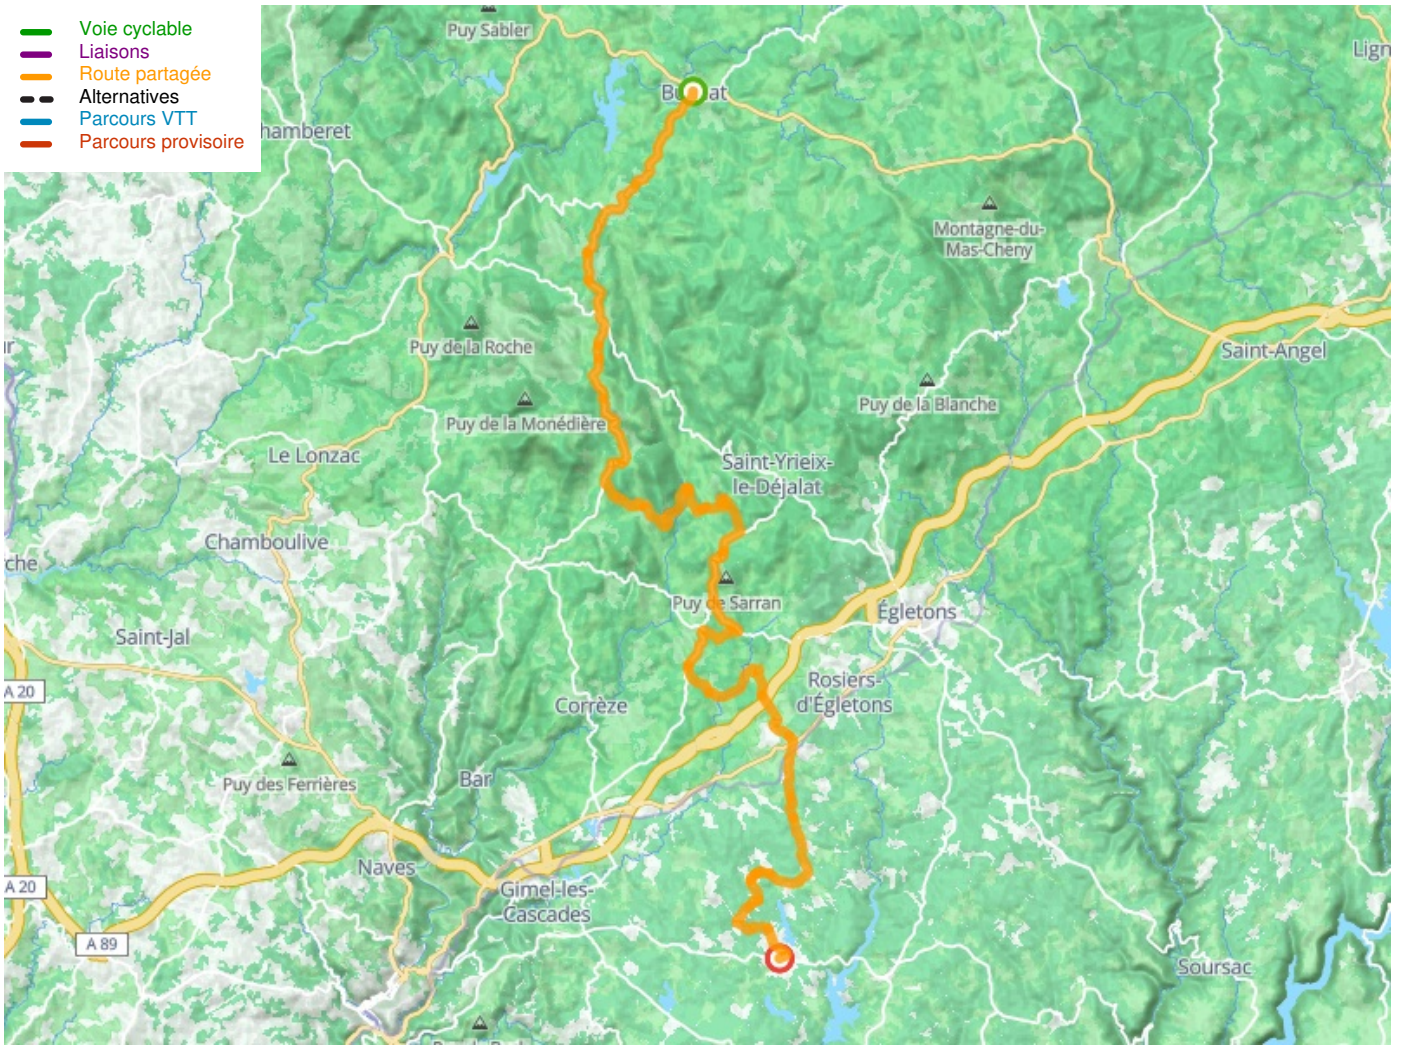 Voie cyclable
Liaisons
Route partagée
Alternatives
Parcours VTT
Parcours provisoire
Puy Sabler
Lign
hamberet
Montagne-du-
Mas-Cheny
Puy de la Roche
Saint-Angel
Puy de la Blanche
Puy de la Monédière
Le Lonzac
Saint-Yrieix-
le-Déjalat
Chamboulive
che
Puy de Sarran
Égletons
Saint-Jal
A 20
Rosiers-
d'Égletons
Corrèze
Puy des Ferrières
Bar
Naves
A 20
Gimel-les-
Cascades
A 89
Soursac